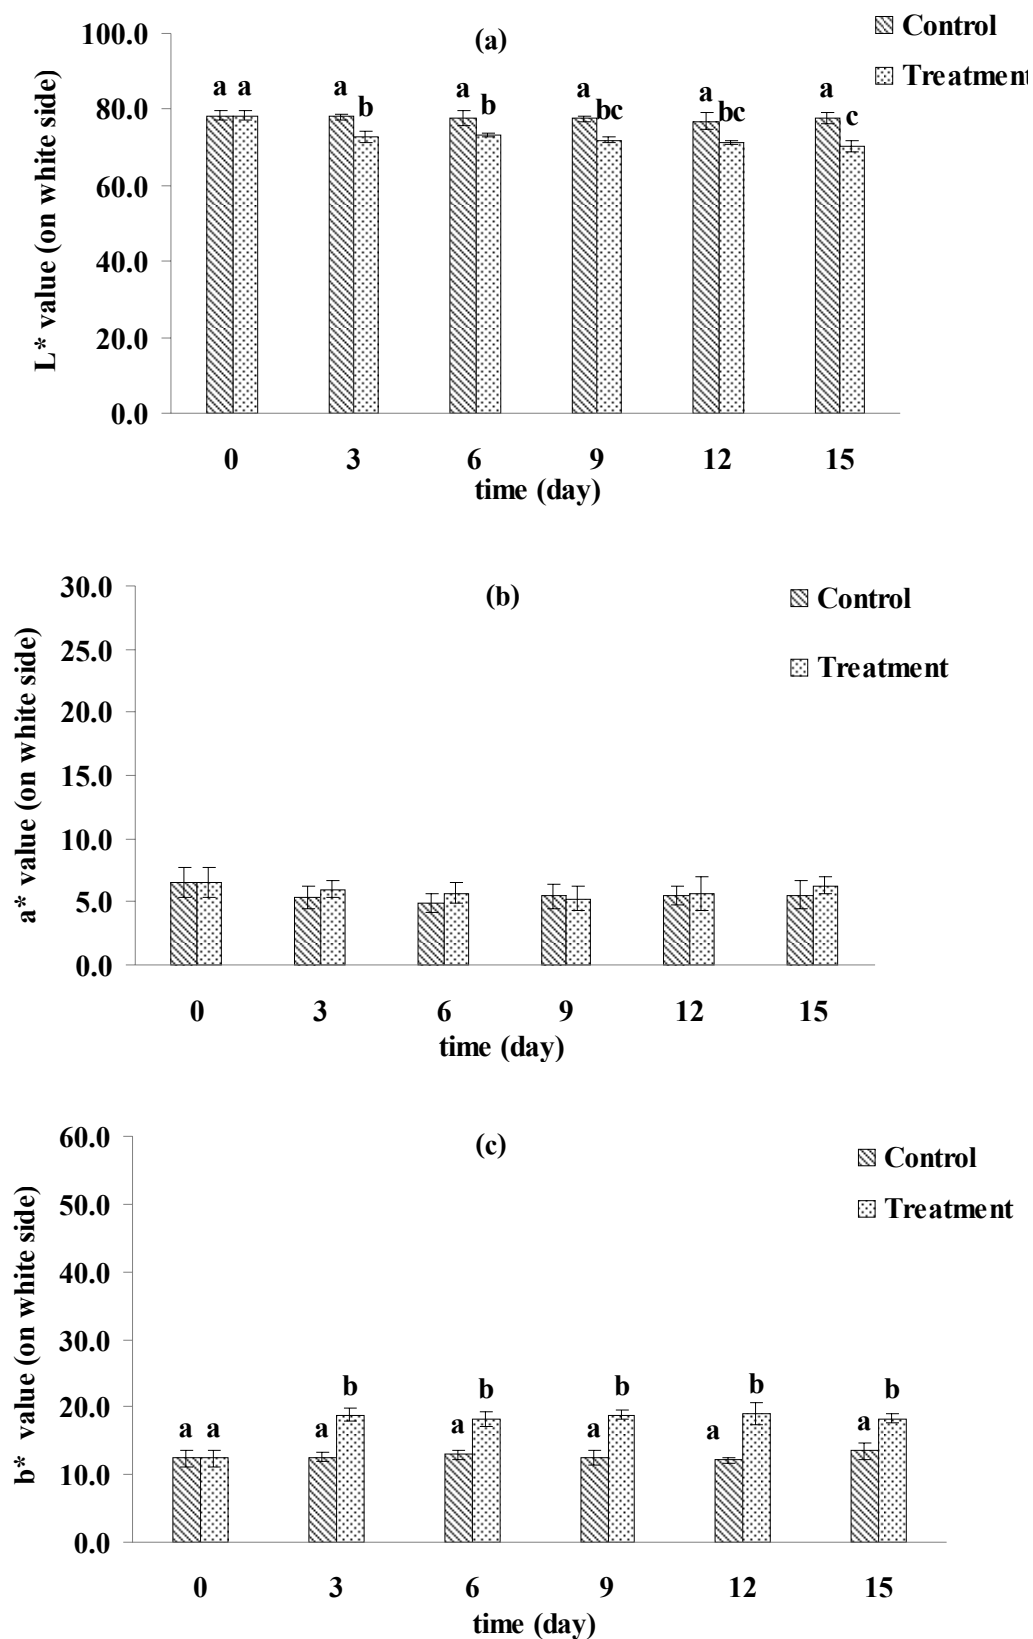 100.0
(a)
Control
Treatment
a a a a a a a
b b bc bc c
80.0
60.0
40.0
20.0
0.0
L* value (on white side)
0 3 6 9 12 15
time (day)
30.0
(b)
Control
Treatment
25.0
20.0
15.0
10.0
5.0
0.0
a* value (on white side)
0 3 6 9 12 15
time (day)
60.0
(c)
Control
Treatment
50.0
40.0
30.0
20.0
10.0
0.0
b* value (on white side)
b b b b b
a a a a a a a
0 3 6 9 12 15
time (day)